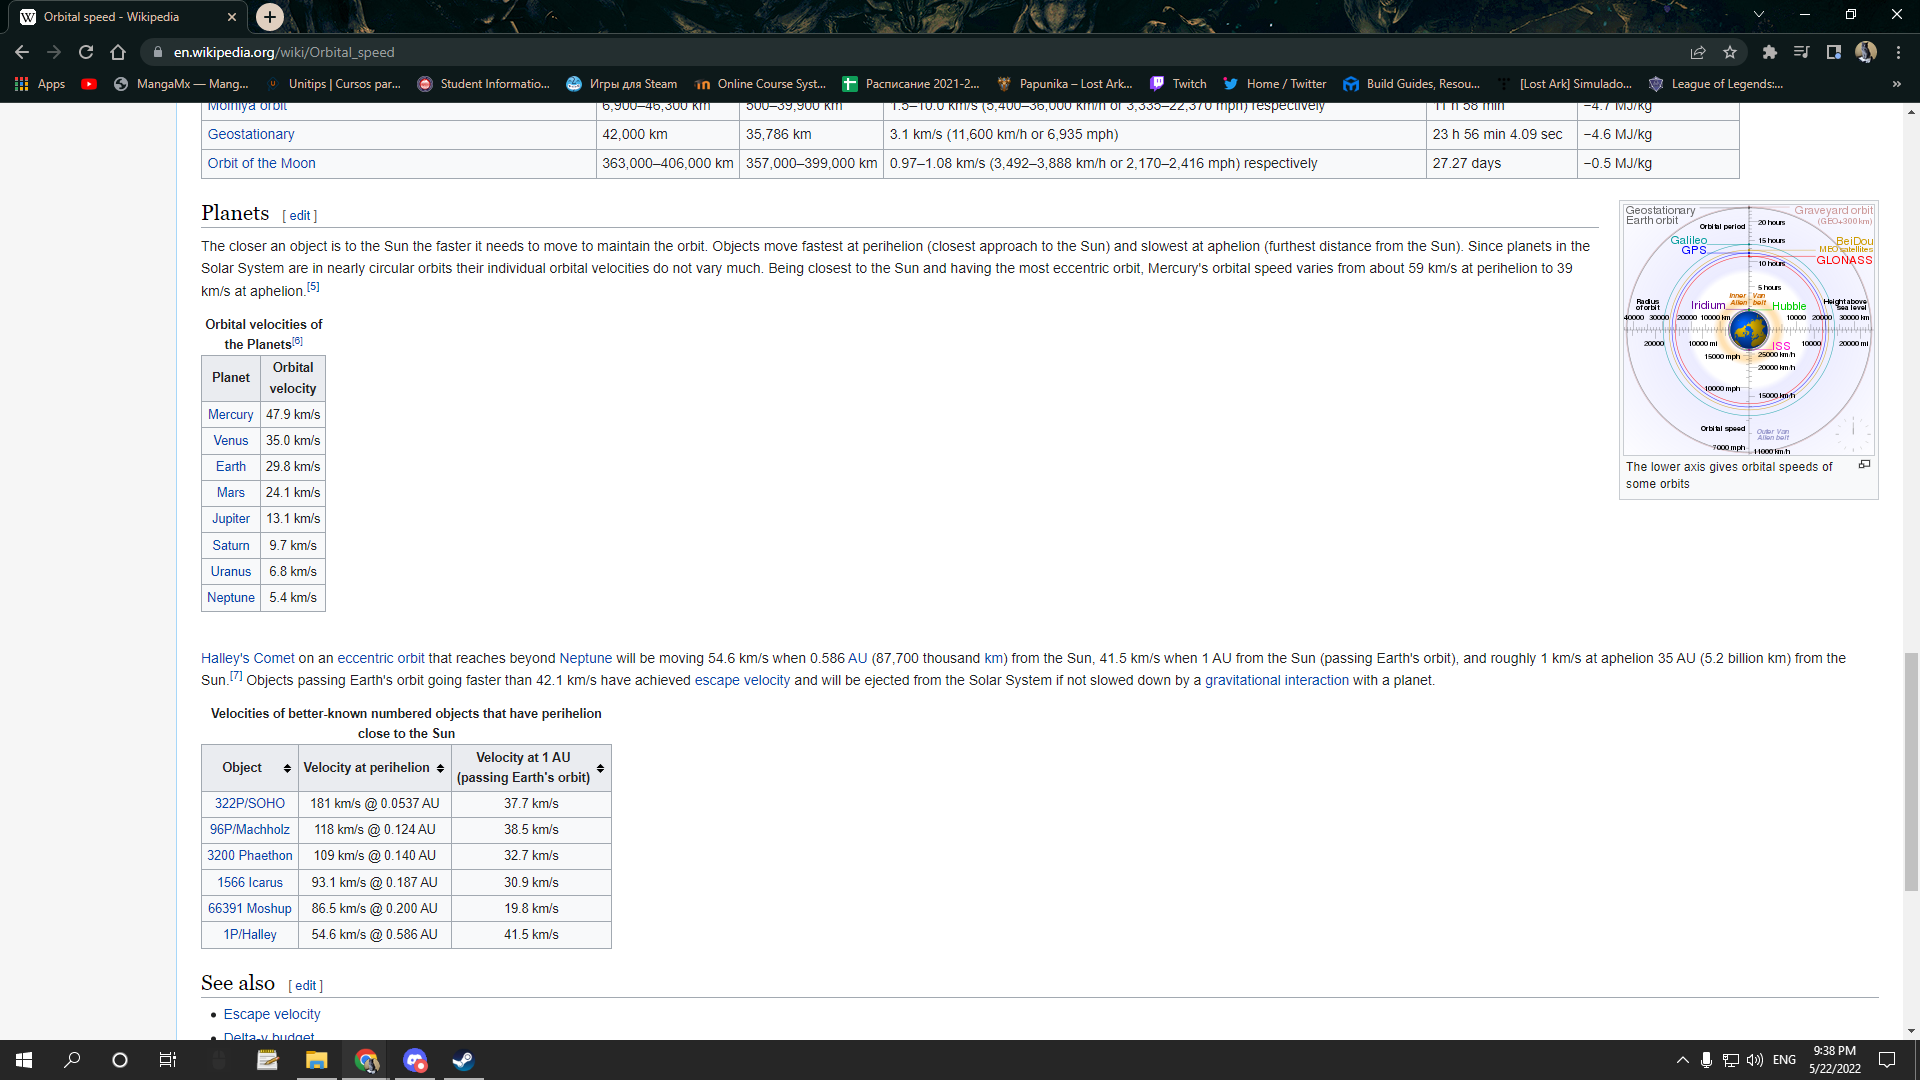 Orbital speed - Wikipedia
en.wikipedia.org/wiki/Orbital_speed
Apps
MangaMx — Mang...
Unitips | Cursos par...
Student Informatio...
Игры для Steam
Online Course Syst...
Расписание 2021-2...
Papunika – Lost Ark...
Twitch
Home / Twitter
Build Guides, Resou...
[Lost Ark] Simulado...
League of Legends:...
»
Molniya orbit 6,900–46,300 km 500–39,900 km 1.5–10.0 km/s (5,400–36,000 km/h or 3,335–22,370 mph) respectively 11 h 58 min −4.7 MJ/kg
Geostationary 42,000 km 35,786 km 3.1 km/s (11,600 km/h or 6,935 mph) 23 h 56 min 4.09 sec −4.6 MJ/kg
Orbit of the Moon 363,000–406,000 km 357,000–399,000 km 0.97–1.08 km/s (3,492–3,888 km/h or 2,170–2,416 mph) respectively 27.27 days −0.5 MJ/kg
Planets [ edit ]
The closer an object is to the Sun the faster it needs to move to maintain the orbit. Objects move fastest at perihelion (closest approach to the Sun) and slowest at aphelion (furthest distance from the Sun). Since planets in the
Solar System are in nearly circular orbits their individual orbital velocities do not vary much. Being closest to the Sun and having the most eccentric orbit, Mercury's orbital speed varies from about 59 km/s at perihelion to 39
km/s at aphelion.[5]
Orbital velocities of
the Planets[6]
Planet Orbital
velocity
Mercury 47.9 km/s
Venus 35.0 km/s
Earth 29.8 km/s
Mars 24.1 km/s
Jupiter 13.1 km/s
Saturn 9.7 km/s
Uranus 6.8 km/s
Neptune 5.4 km/s
Geostationary
Earth orbit
Graveyard orbit
(GEO+300km)
Orbital period
20 hours
Galileo
15 hours
BeiDou
MEO satellites
GPS
GLONASS
10 hours
5 hours
Inner Van
Allen belt
Radius
of orbit
Iridium
Hubble
Height above
sea level
40000 30000 20000 10000 km 10000 20000 30000 km
20000 10000 mi ISS 10000 20000 mi
15000 mph 25000 km/h
20000 km/h
10000 mph
15000 km/h
Orbital speed
Outer Van
Allen belt
7000 mph 11000 km/h
The lower axis gives orbital speeds of
some orbits
Halley's Comet on an eccentric orbit that reaches beyond Neptune will be moving 54.6 km/s when 0.586 AU (87,700 thousand km) from the Sun, 41.5 km/s when 1 AU from the Sun (passing Earth's orbit), and roughly 1 km/s at aphelion 35 AU (5.2 billion km) from the
Sun.[7] Objects passing Earth's orbit going faster than 42.1 km/s have achieved escape velocity and will be ejected from the Solar System if not slowed down by a gravitational interaction with a planet.
Velocities of better-known numbered objects that have perihelion
close to the Sun
Object Velocity at perihelion Velocity at 1 AU
(passing Earth's orbit)
322P/SOHO 181 km/s @ 0.0537 AU 37.7 km/s
96P/Machholz 118 km/s @ 0.124 AU 38.5 km/s
3200 Phaethon 109 km/s @ 0.140 AU 32.7 km/s
1566 Icarus 93.1 km/s @ 0.187 AU 30.9 km/s
66391 Moshup 86.5 km/s @ 0.200 AU 19.8 km/s
1P/Halley 54.6 km/s @ 0.586 AU 41.5 km/s
See also [ edit ]
• Escape velocity
• Delta-v budget
ENG
9:38 PM
5/22/2022